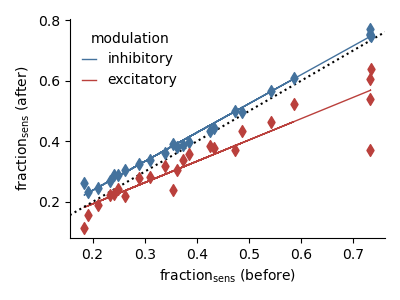 0.8
0.6
0.4
0.2
fraction_sens (after)
modulation
inhibitory
excitatory
0.2 0.3 0.4 0.5 0.6 0.7
fraction_sens (before)